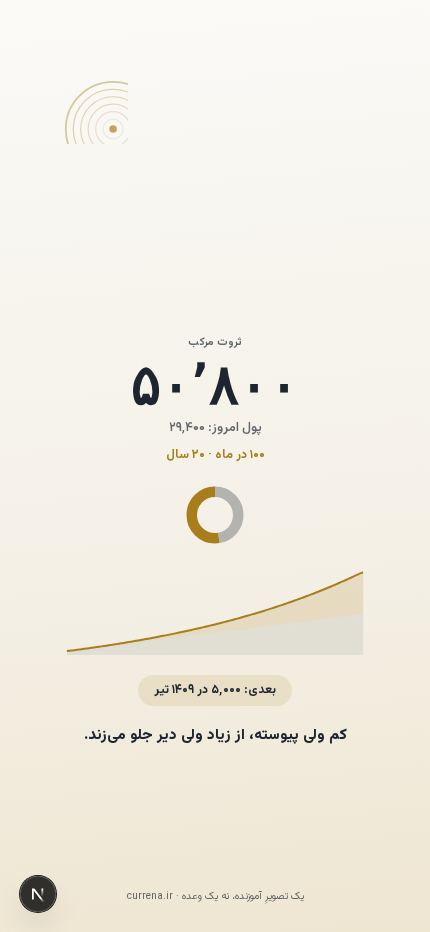 ثروت مرکب
۵۰٬۸۰۰
پول امروز: ۲۹,۴۰۰
۱۰۰ در ماه · ۲۰ سال
بعدی: ۵,۰۰۰ در ۱۴۰۹ تیر
کم ولی پیوسته، از زیاد ولی دیر جلو می‌زند.
یک تصویرِ آموزنده، نه یک وعده · currena.ir
N